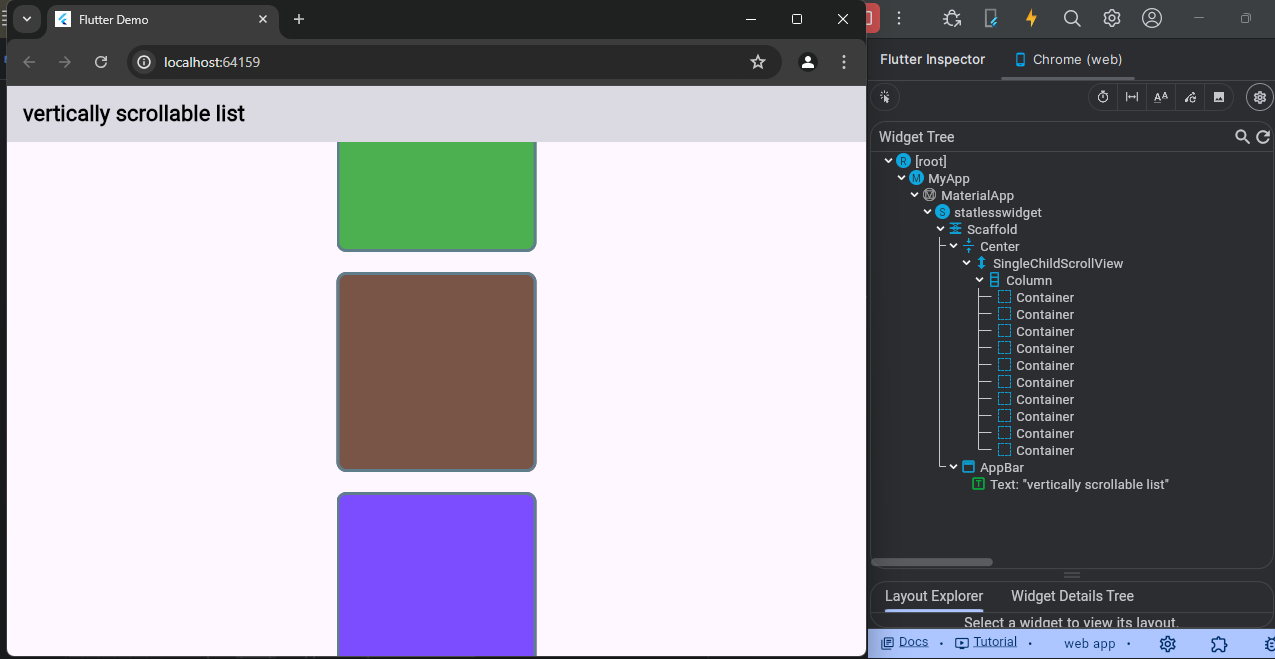 Flutter Demo
localhost:64159
vertically scrollable list
Flutter Inspector
Chrome (web)
Widget Tree
[root]
MyApp
MaterialApp
statlesswidget
Scaffold
Center
SingleChildScrollView
Column
Container
Container
Container
Container
Container
Container
Container
Container
Container
Container
AppBar
Text: "vertically scrollable list"
Layout Explorer
Widget Details Tree
Select a widget to view its layout.
Docs
Tutorial
web app